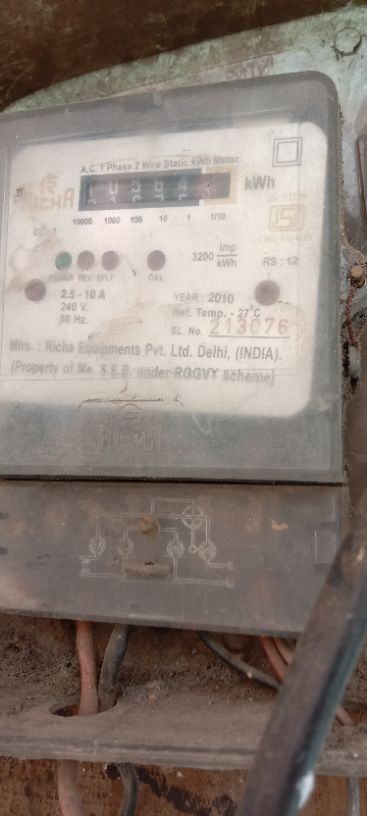 A.C. 1 Phase 2 Wire Static kWh Meter.
RICHA
kWh
10000 1000 100 10 1 1/10
3200 imp/kWh
RS : 12
POWER REV. EFLT CAL
2.5 - 10 A
240 V.
50 Hz.
YEAR : 2010
Ref. Temp. - 27°C
SL. No. 213076
Mfrs. : Richa Equipments Pvt. Ltd. Delhi, (INDIA).
(Property of Me. S.E.B. under RGGVY scheme)